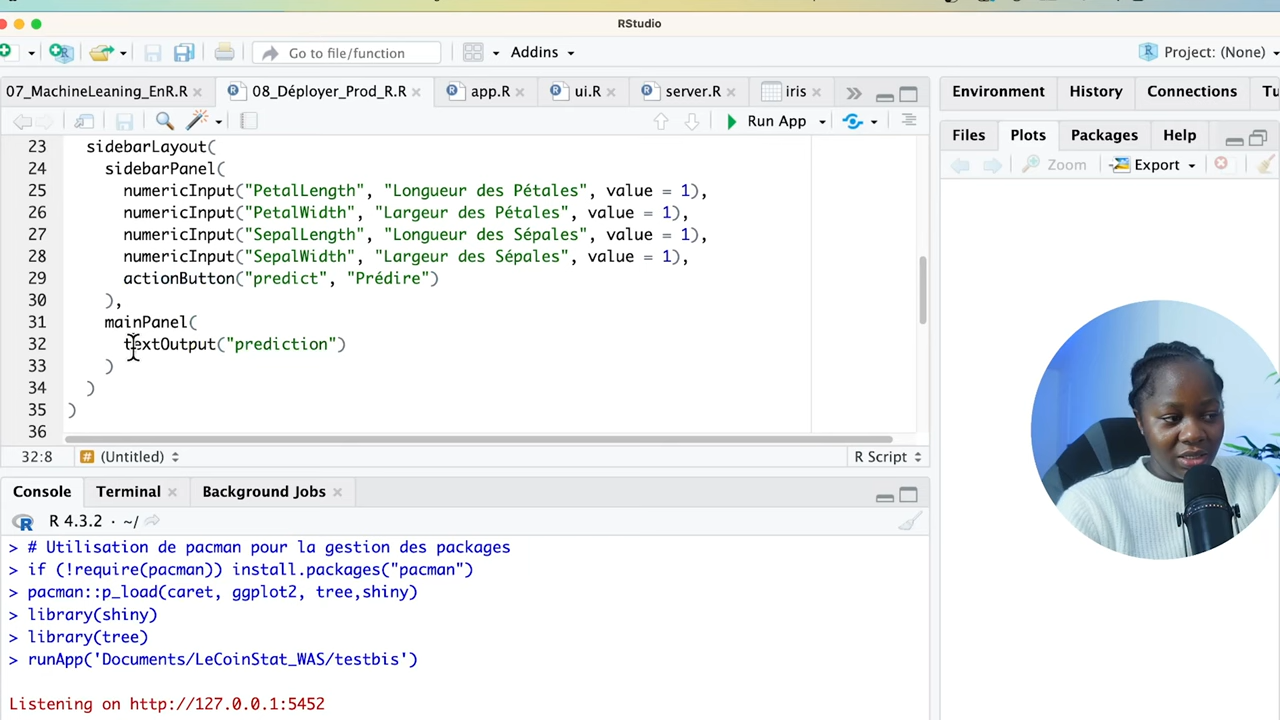 RStudio
Go to file/function
Addins
Project: (None)
07_MachineLeaning_EnR.R
08_Déployer_Prod_R.R
app.R
ui.R
server.R
iris
Run App
23 sidebarLayout(
24 sidebarPanel(
25 numericInput("PetalLength", "Longueur des Pétales", value = 1),
26 numericInput("PetalWidth", "Largeur des Pétales", value = 1),
27 numericInput("SepalLength", "Longueur des Sépales", value = 1),
28 numericInput("SepalWidth", "Largeur des Sépales", value = 1),
29 actionButton("predict", "Prédire")
30 ),
31 mainPanel(
32 textOutput("prediction")
33 )
34 )
35 )
36
32:8 # (Untitled) R Script
Console Terminal Background Jobs
R 4.3.2 · ~/
> # Utilisation de pacman pour la gestion des packages
> if (!require(pacman)) install.packages("pacman")
> pacman::p_load(caret, ggplot2, tree,shiny)
> library(shiny)
> library(tree)
> runApp('Documents/LeCoinStat_WAS/testbis')
Listening on http://127.0.0.1:5452
Environment History Connections Tu
Files Plots Packages Help
Zoom Export